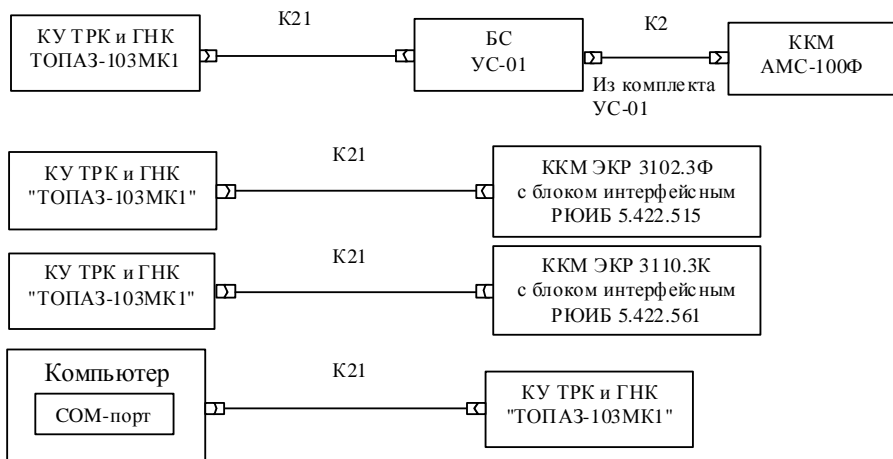 К21
К2
КУ ТРК и ГНК
ТОПАЗ-103МК1
БС
УС-01
ККМ
АМС-100Ф
Из комплекта
УС-01
К21
КУ ТРК и ГНК
"ТОПАЗ-103МК1"
ККМ ЭКР 3102.3Ф
с блоком интерфейсным
РЮИБ 5.422.515
К21
КУ ТРК и ГНК
"ТОПАЗ-103МК1"
ККМ ЭКР 3110.3К
с блоком интерфейсным
РЮИБ 5.422.561
Компьютер
COM-порт
К21
КУ ТРК и ГНК
"ТОПАЗ-103МК1"